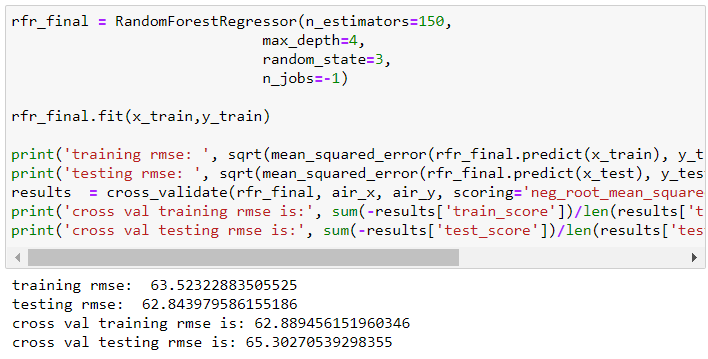 rfr_final = RandomForestRegressor(n_estimators=150,
max_depth=4,
random_state=3,
n_jobs=-1)
rfr_final.fit(x_train,y_train)
print('training rmse: ', sqrt(mean_squared_error(rfr_final.predict(x_train), y_t
print('testing rmse: ', sqrt(mean_squared_error(rfr_final.predict(x_test), y_tes
results  = cross_validate(rfr_final, air_x, air_y, scoring='neg_root_mean_square
print('cross val training rmse is:', sum(-results['train_score'])/len(results['t
print('cross val testing rmse is:', sum(-results['test_score'])/len(results['tes
training rmse:  63.52322883505525
testing rmse:  62.843979586155186
cross val training rmse is: 62.889456151960346
cross val testing rmse is: 65.30270539298355